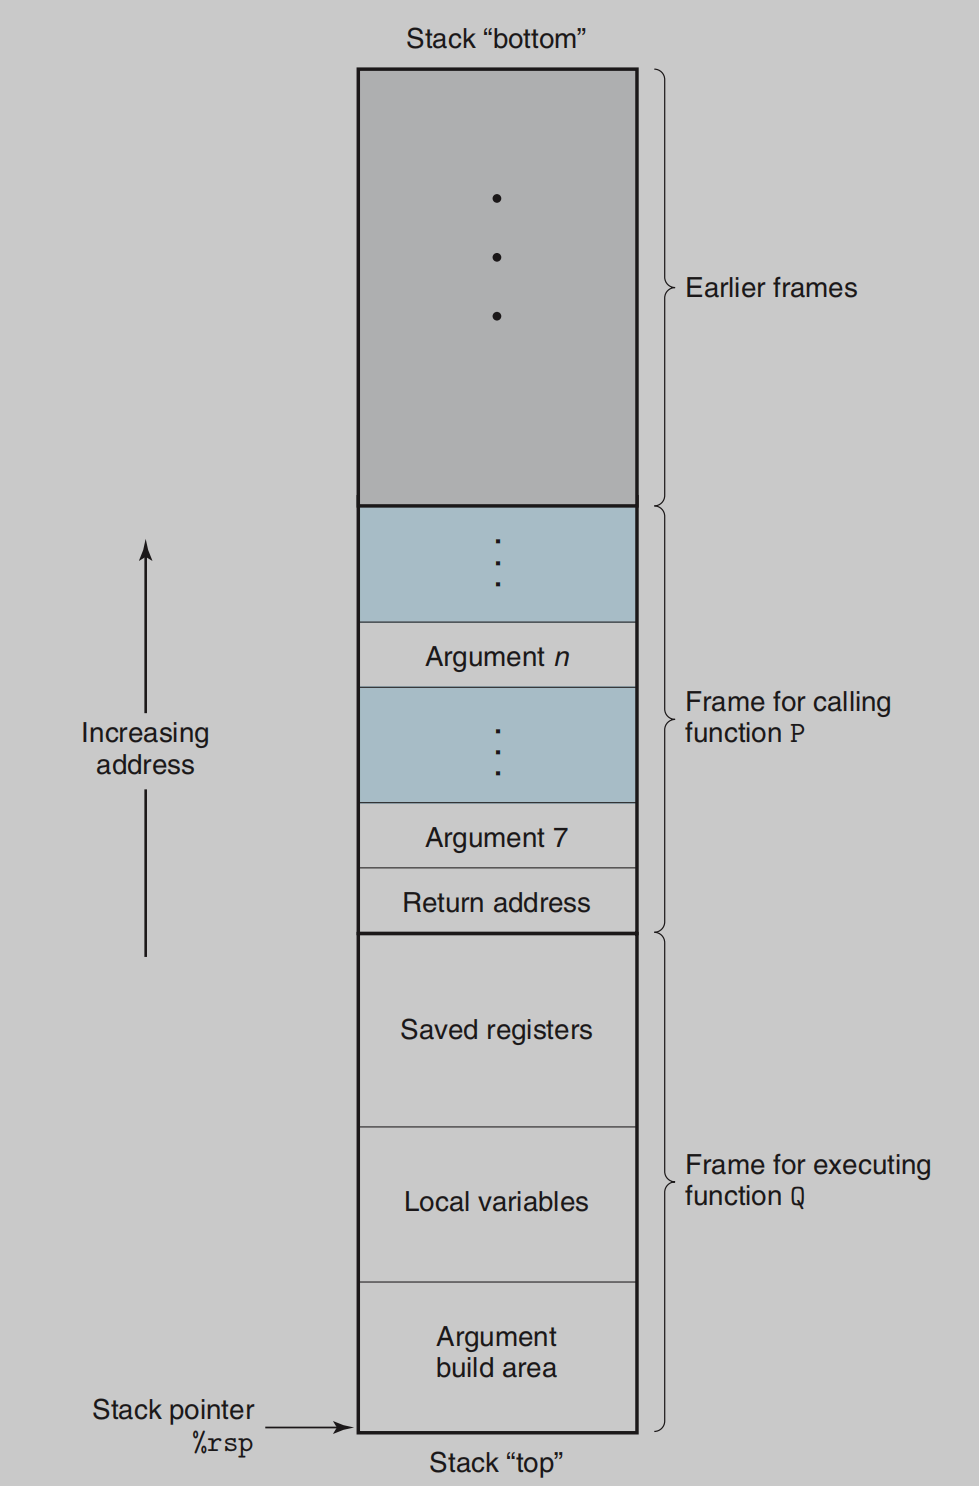 Stack “bottom”
Earlier frames
Argument n
Frame for calling
function P
Increasing
address
Argument 7
Return address
Saved registers
Frame for executing
function Q
Local variables
Argument
build area
Stack pointer
%rsp
Stack “top”